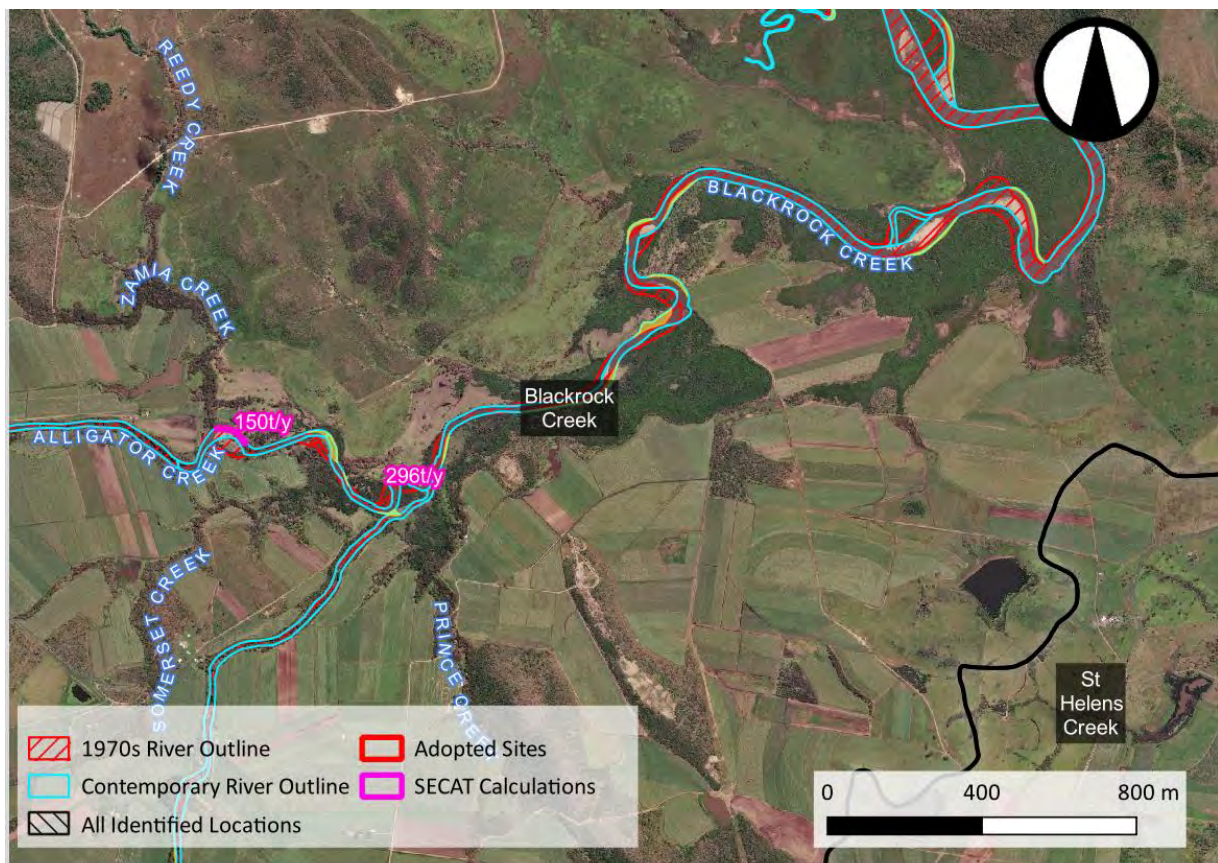 REEDY CREEK
BLACKROCK CREEK
ZAMIA CREEK
Blackrock
Creek
150t/y
ALLIGATOR CREEK
296t/y
SOMERSET CREEK
PRINCE CREEK
St
Helens
Creek
1970s River Outline
Adopted Sites
Contemporary River Outline
SECAT Calculations
All Identified Locations
0 400 800 m